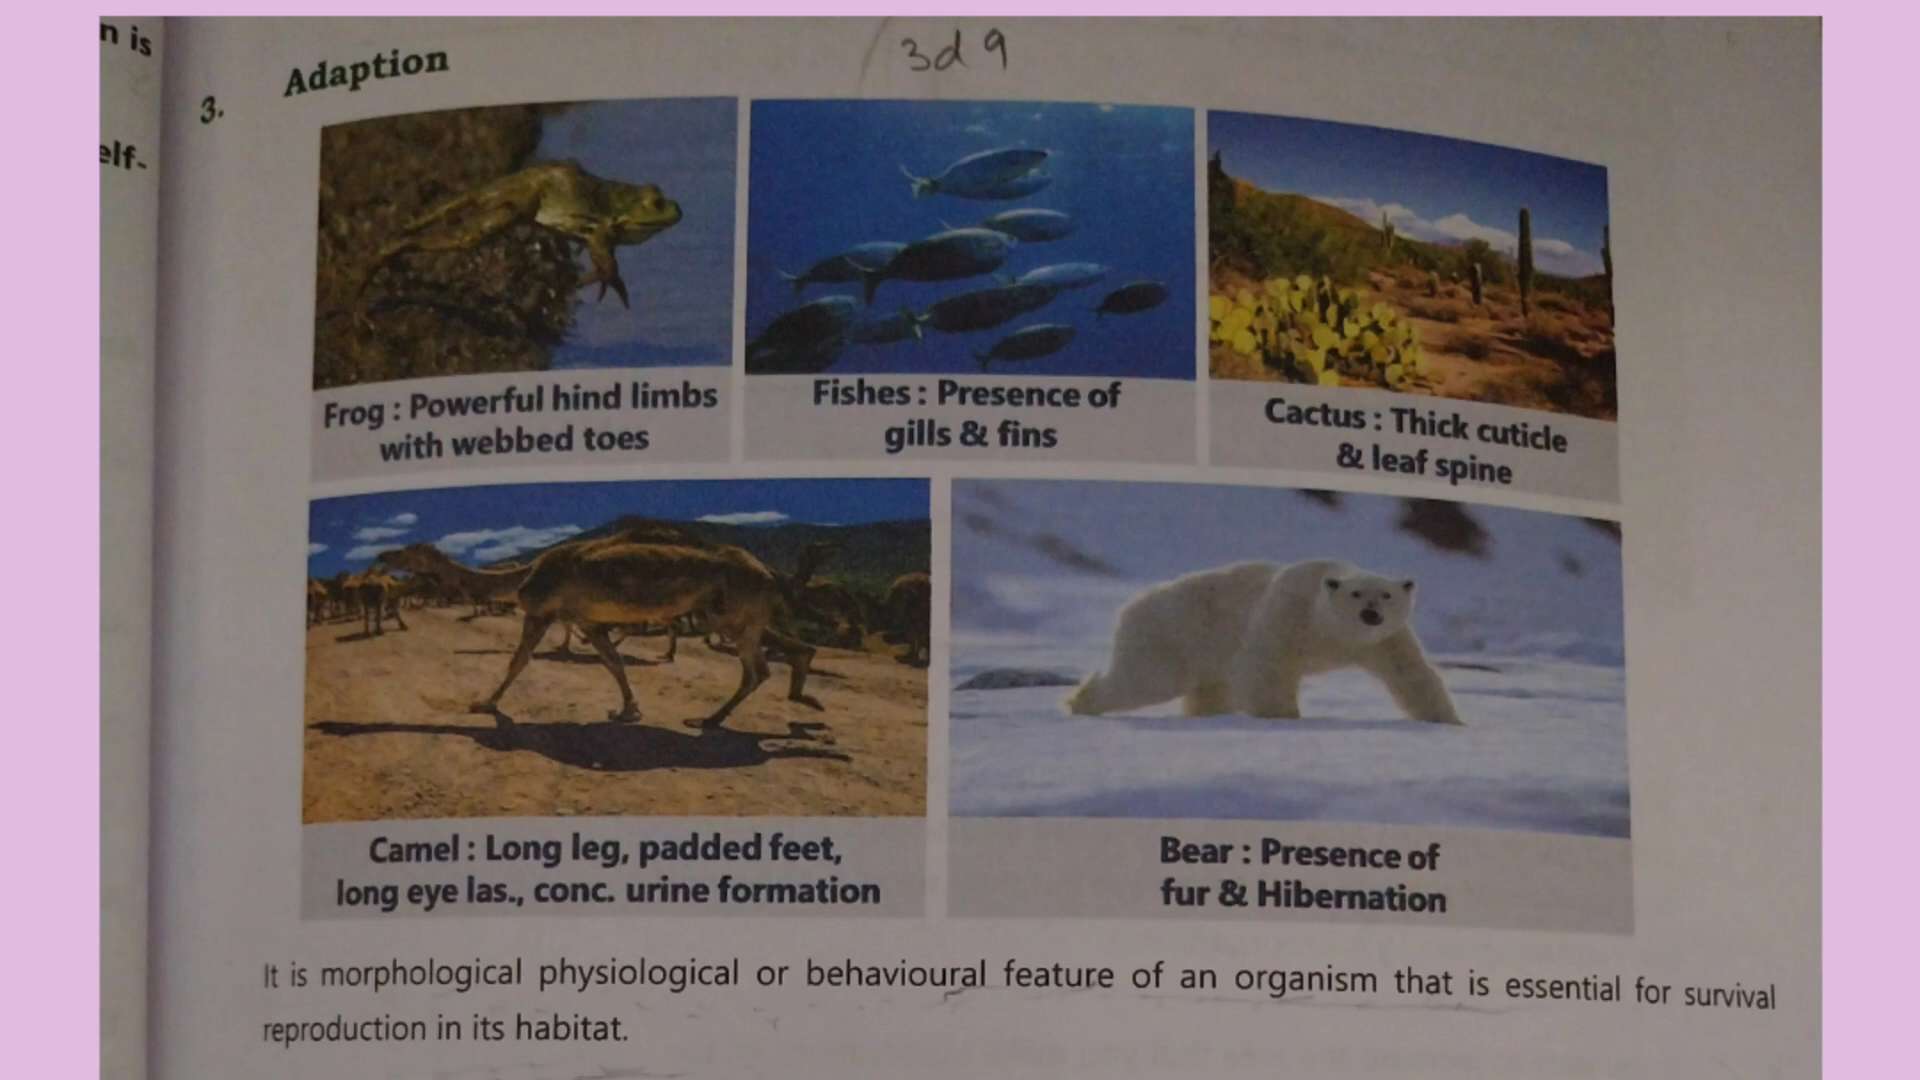 n is
elf-
3d9
3. Adaption
Frog : Powerful hind limbs
with webbed toes
Fishes : Presence of
gills & fins
Cactus : Thick cuticle
& leaf spine
Camel : Long leg, padded feet,
long eye las., conc. urine formation
Bear : Presence of
fur & Hibernation
It is morphological physiological or behavioural feature of an organism that is essential for survival
reproduction in its habitat.